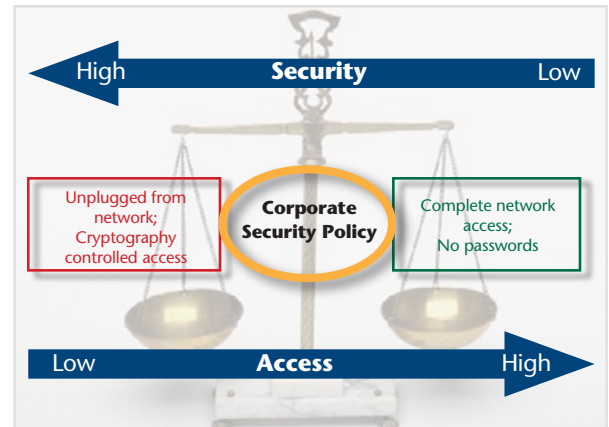 High Security Low
Unplugged from
network;
Cryptography
controlled access
Corporate
Security Policy
Complete network
access;
No passwords
Low Access High